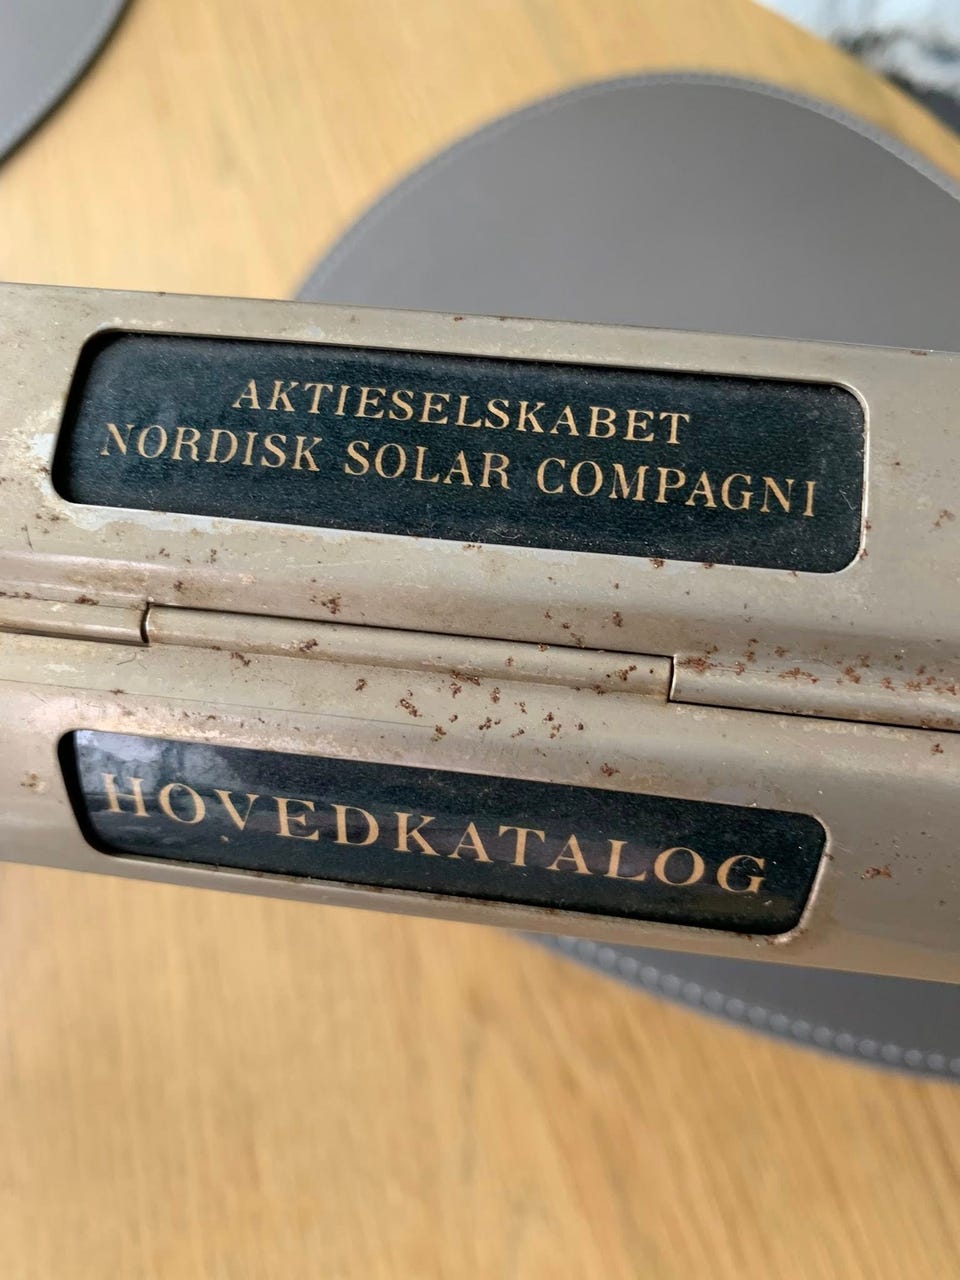 AKTIESELSKABET
NORDISK SOLAR COMPAGNI
HOVEDKATALOG